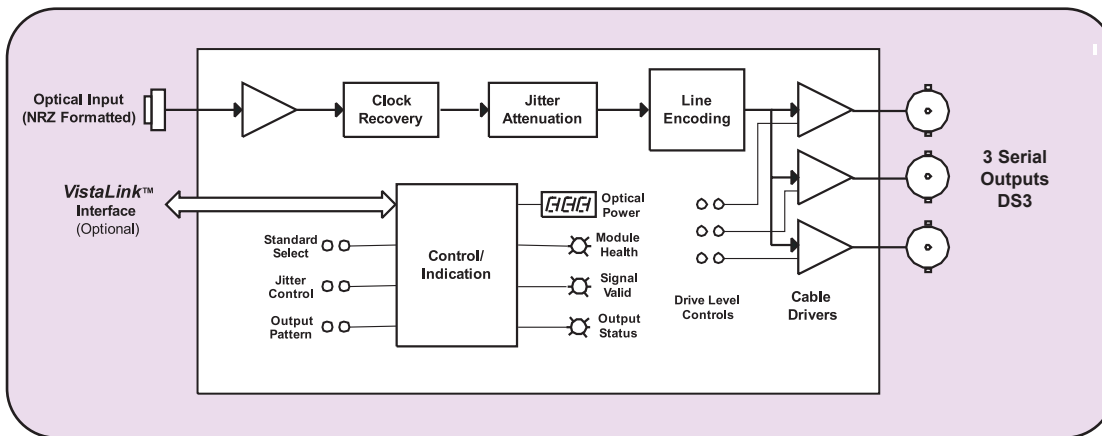 Optical Input
(NRZ Formatted)
Clock
Recovery
Jitter
Attenuation
Line
Encoding
3 Serial
Outputs
DS3
VistaLink™
Interface
(Optional)
Optical
Power
Standard
Select
Control/
Indication
Module
Health
Jitter
Control
Signal
Valid
Output
Pattern
Output
Status
Drive Level
Controls
Cable
Drivers